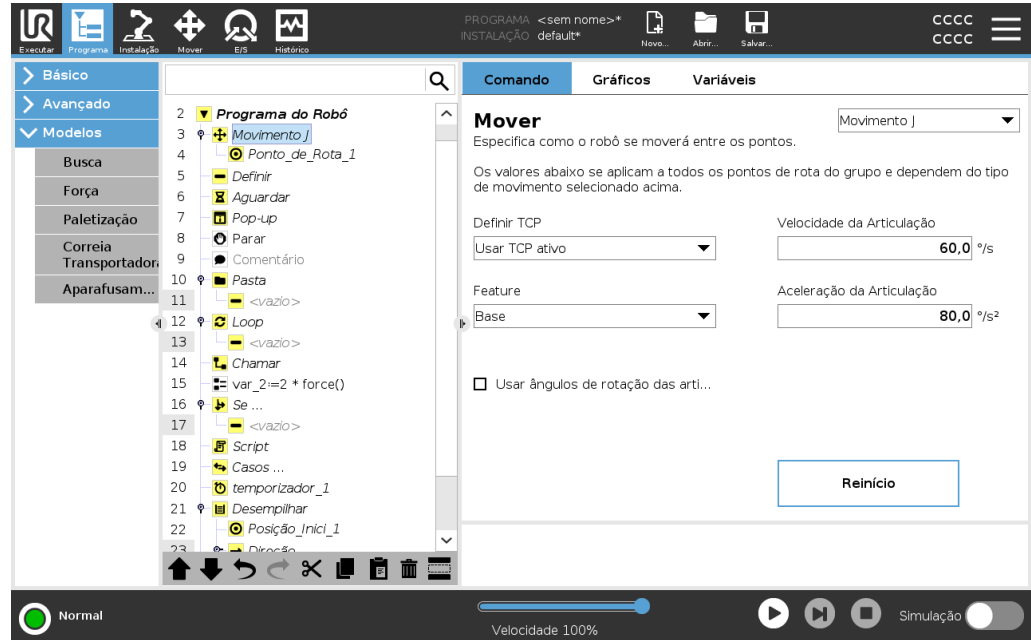 UR
Executar
Programa
Instalação
Mover
E/S
Histórico
PROGRAMA <sem nome>*
INSTALAÇÃO default*
Novo...
Abrir...
Salvar...
CCCC
CCCC
Básico
Avançado
Modelos
Busca
Força
Paletização
Correia
Transportadora
Aparafusam...
2 Programa do Robô
3 Movimento J
4 Ponto_de_Rota_1
5 Definir
6 Aguardar
7 Pop-up
8 Parar
9 Comentário
10 Pasta
11 <vazio>
12 Loop
13 <vazio>
14 Chamar
15 var_2:=2 * force()
16 Se ...
17 <vazio>
18 Script
19 Casos ...
20 temporizador_1
21 Desempilhar
22 Posição_Inici_1
23 Direção
Comando
Gráficos
Variáveis
Mover
Movimento J
Especifica como o robô se moverá entre os pontos.
Os valores abaixo se aplicam a todos os pontos de rota do grupo e dependem do tipo
de movimento selecionado acima.
Definir TCP
Velocidade da Articulação
Usar TCP ativo
60,0 °/s
Feature
Aceleração da Articulação
Base
80,0 °/s²
Usar ângulos de rotação das arti...
Reinício
Normal
Velocidade 100%
Simulação